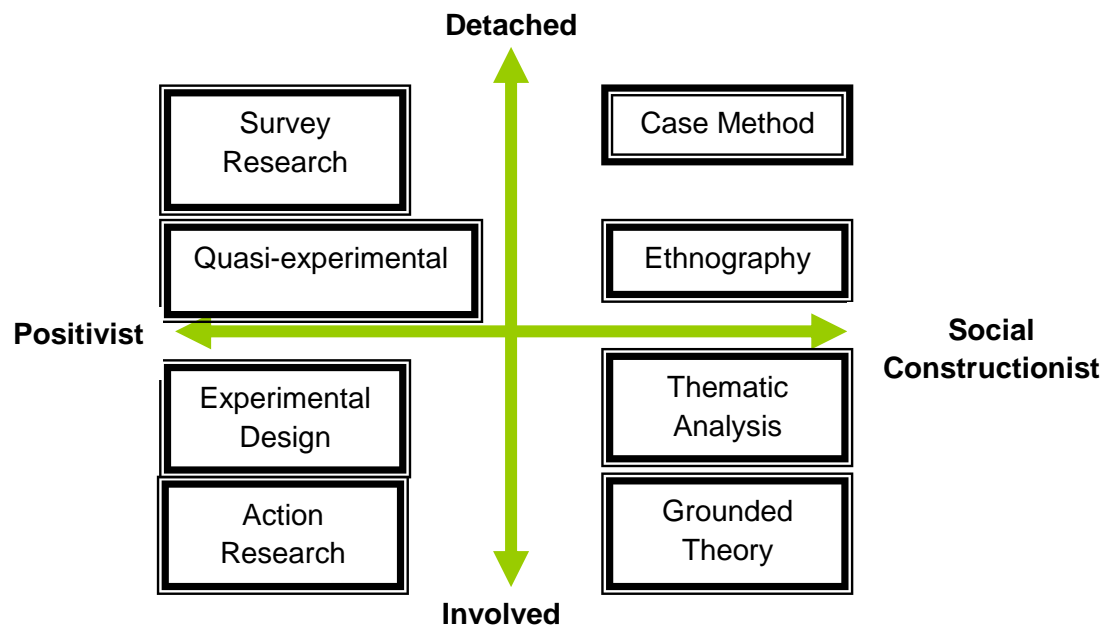 Detached
Survey
Research
Case Method
Quasi-experimental
Ethnography
Positivist
Social
Constructionist
Experimental
Design
Thematic
Analysis
Action
Research
Grounded
Theory
Involved